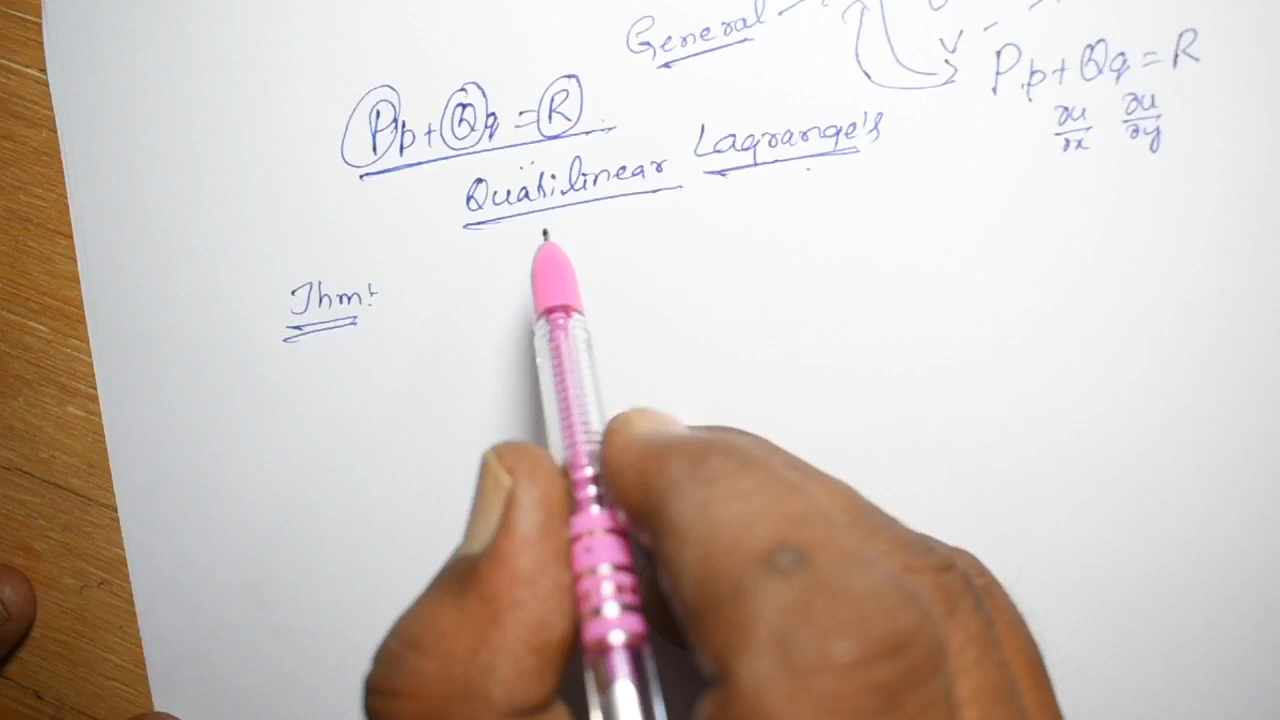 General
V
Pp + Qq = R
Pp + Qq = R
∂u/∂x ∂u/∂y
Lagrange's
Quasilinear
Thm: